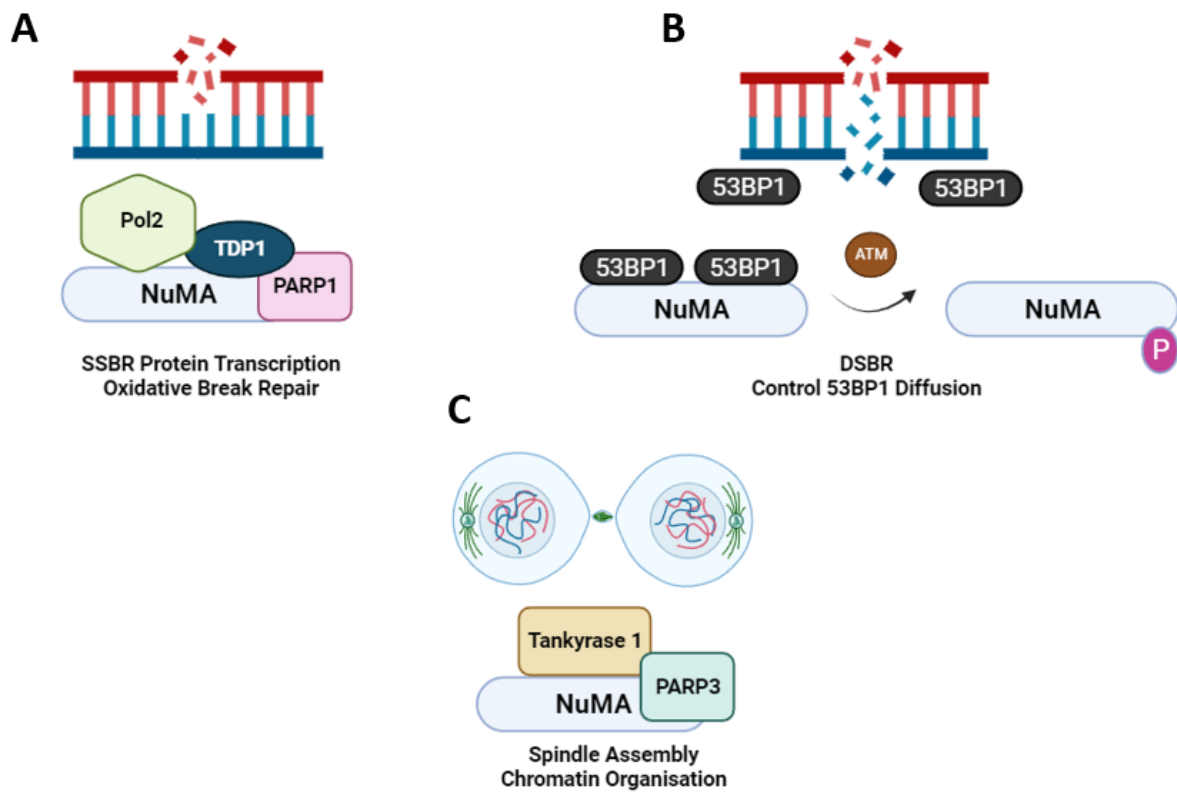 A
Pol2
TDP1
NuMA
PARP1
SSBR Protein Transcription
Oxidative Break Repair
B
53BP1
53BP1
53BP1
53BP1
ATM
NuMA
NuMA
P
DSBR
Control 53BP1 Diffusion
C
Tankyrase 1
PARP3
NuMA
Spindle Assembly
Chromatin Organisation